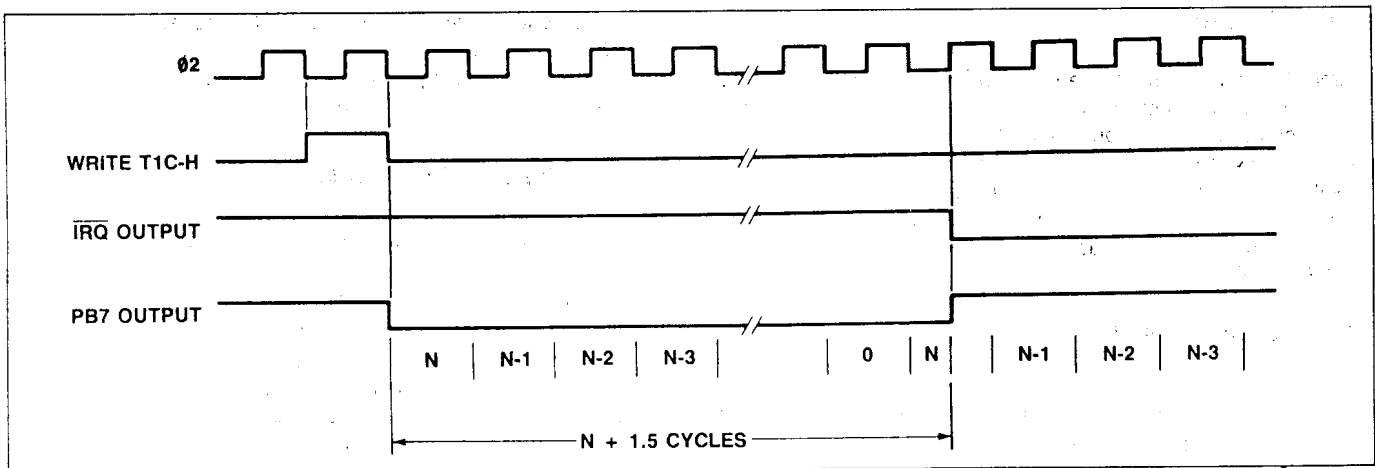 Ø2
WRITE T1C-H
IRQ OUTPUT
PB7 OUTPUT
N N-1 N-2 N-3 0 N N-1 N-2 N-3
N + 1.5 CYCLES